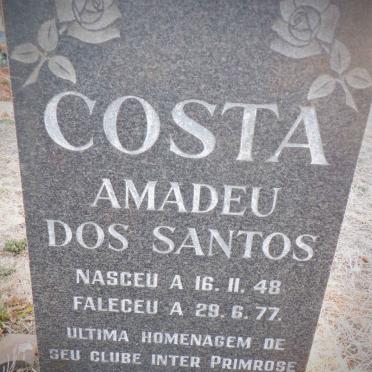 COSTA
AMADEU
DOS SANTOS
NASCEU A 16. 11. 48
FALECEU A 29. 6. 77.
ULTIMA HOMENAGEM DE
SEU CLUBE INTER PRIMROSE